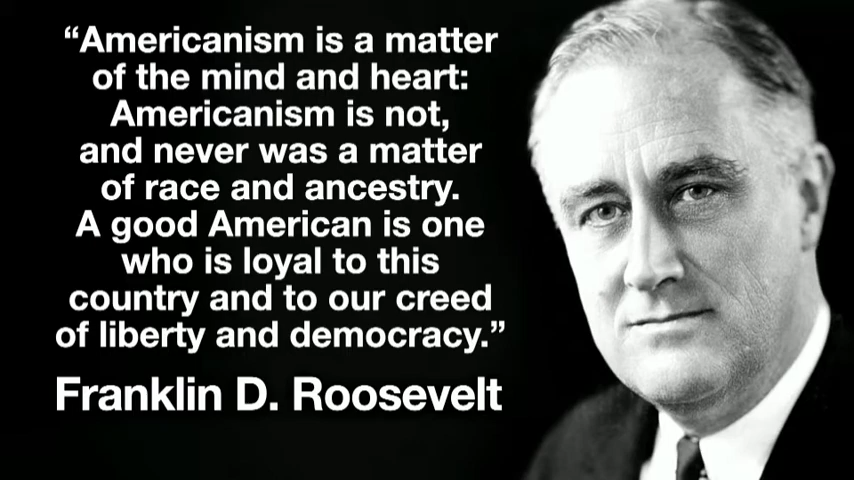 “Americanism is a matter
of the mind and heart:
Americanism is not,
and never was a matter
of race and ancestry.
A good American is one
who is loyal to this
country and to our creed
of liberty and democracy.”
Franklin D. Roosevelt